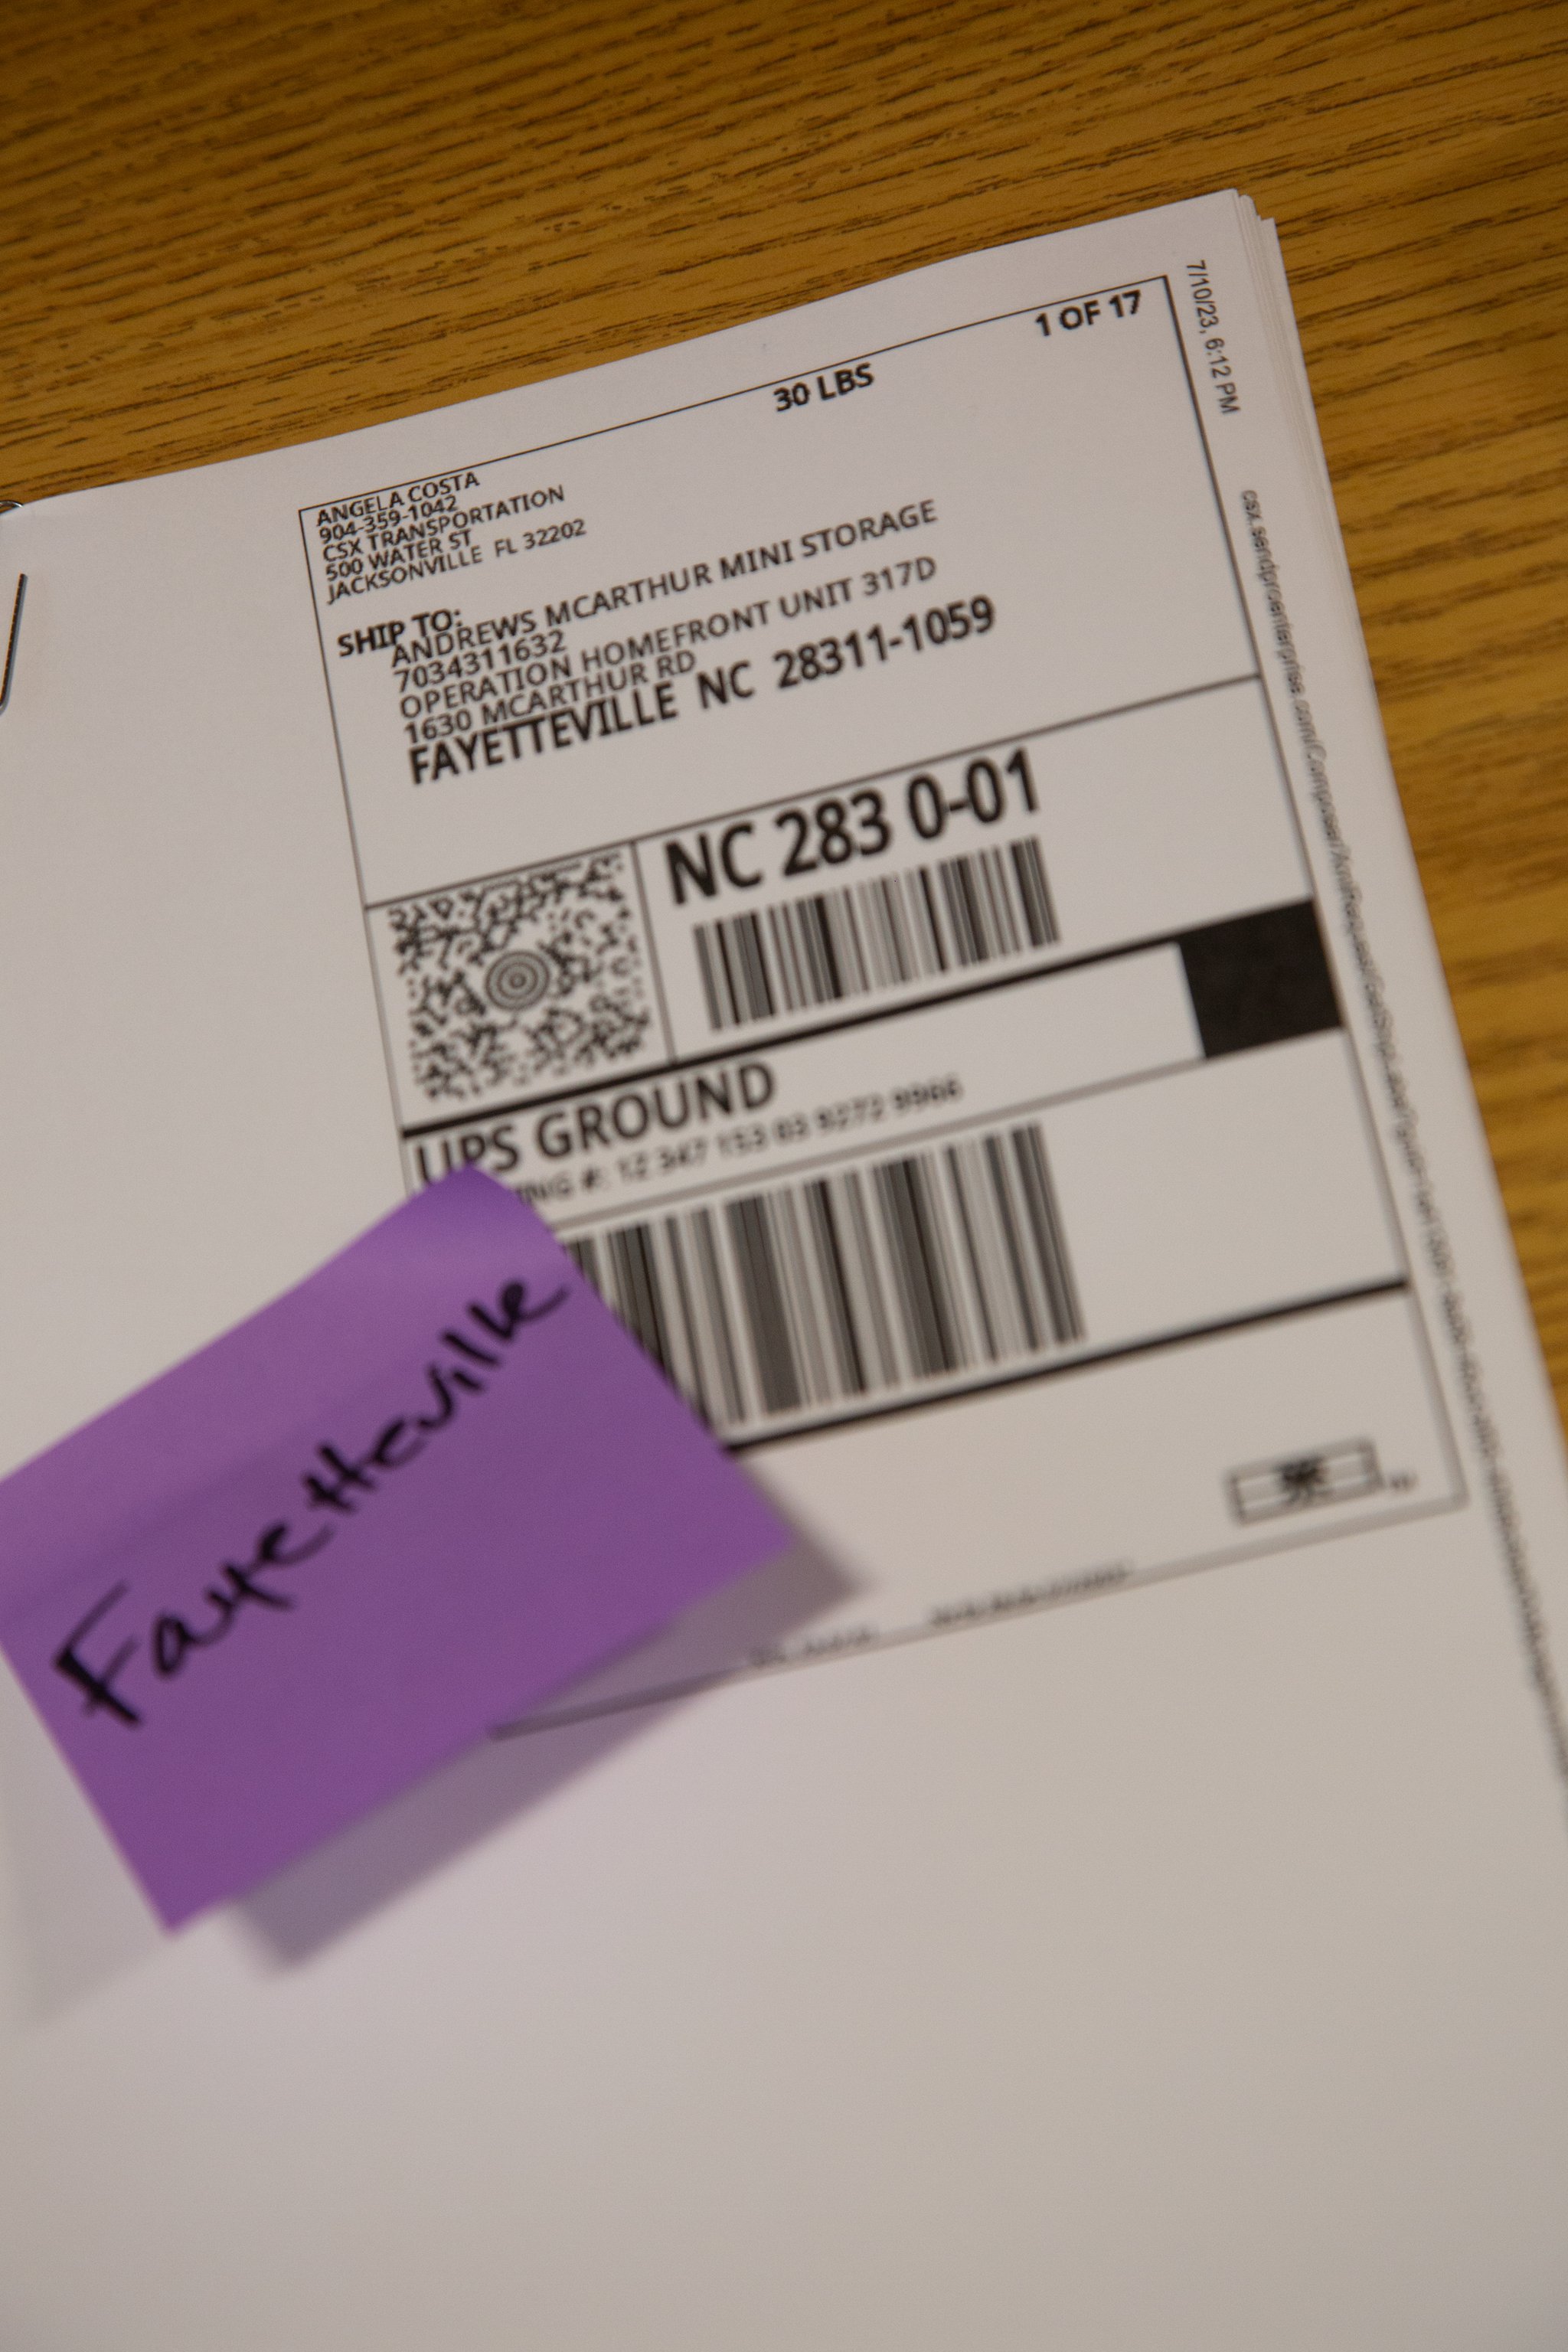 7/10/23, 6:12 PM
1 OF 17
30 LBS
ANGELA COSTA
904-359-1042
CSX TRANSPORTATION
500 WATER ST
JACKSONVILLE FL 32202
SHIP TO:
ANDREWS MCARTHUR MINI STORAGE
7034311632
OPERATION HOMEFRONT UNIT 317D
1630 MCARTHUR RD
FAYETTEVILLE NC 28311-1059
NC 283 0-01
UPS GROUND
Fayetteville